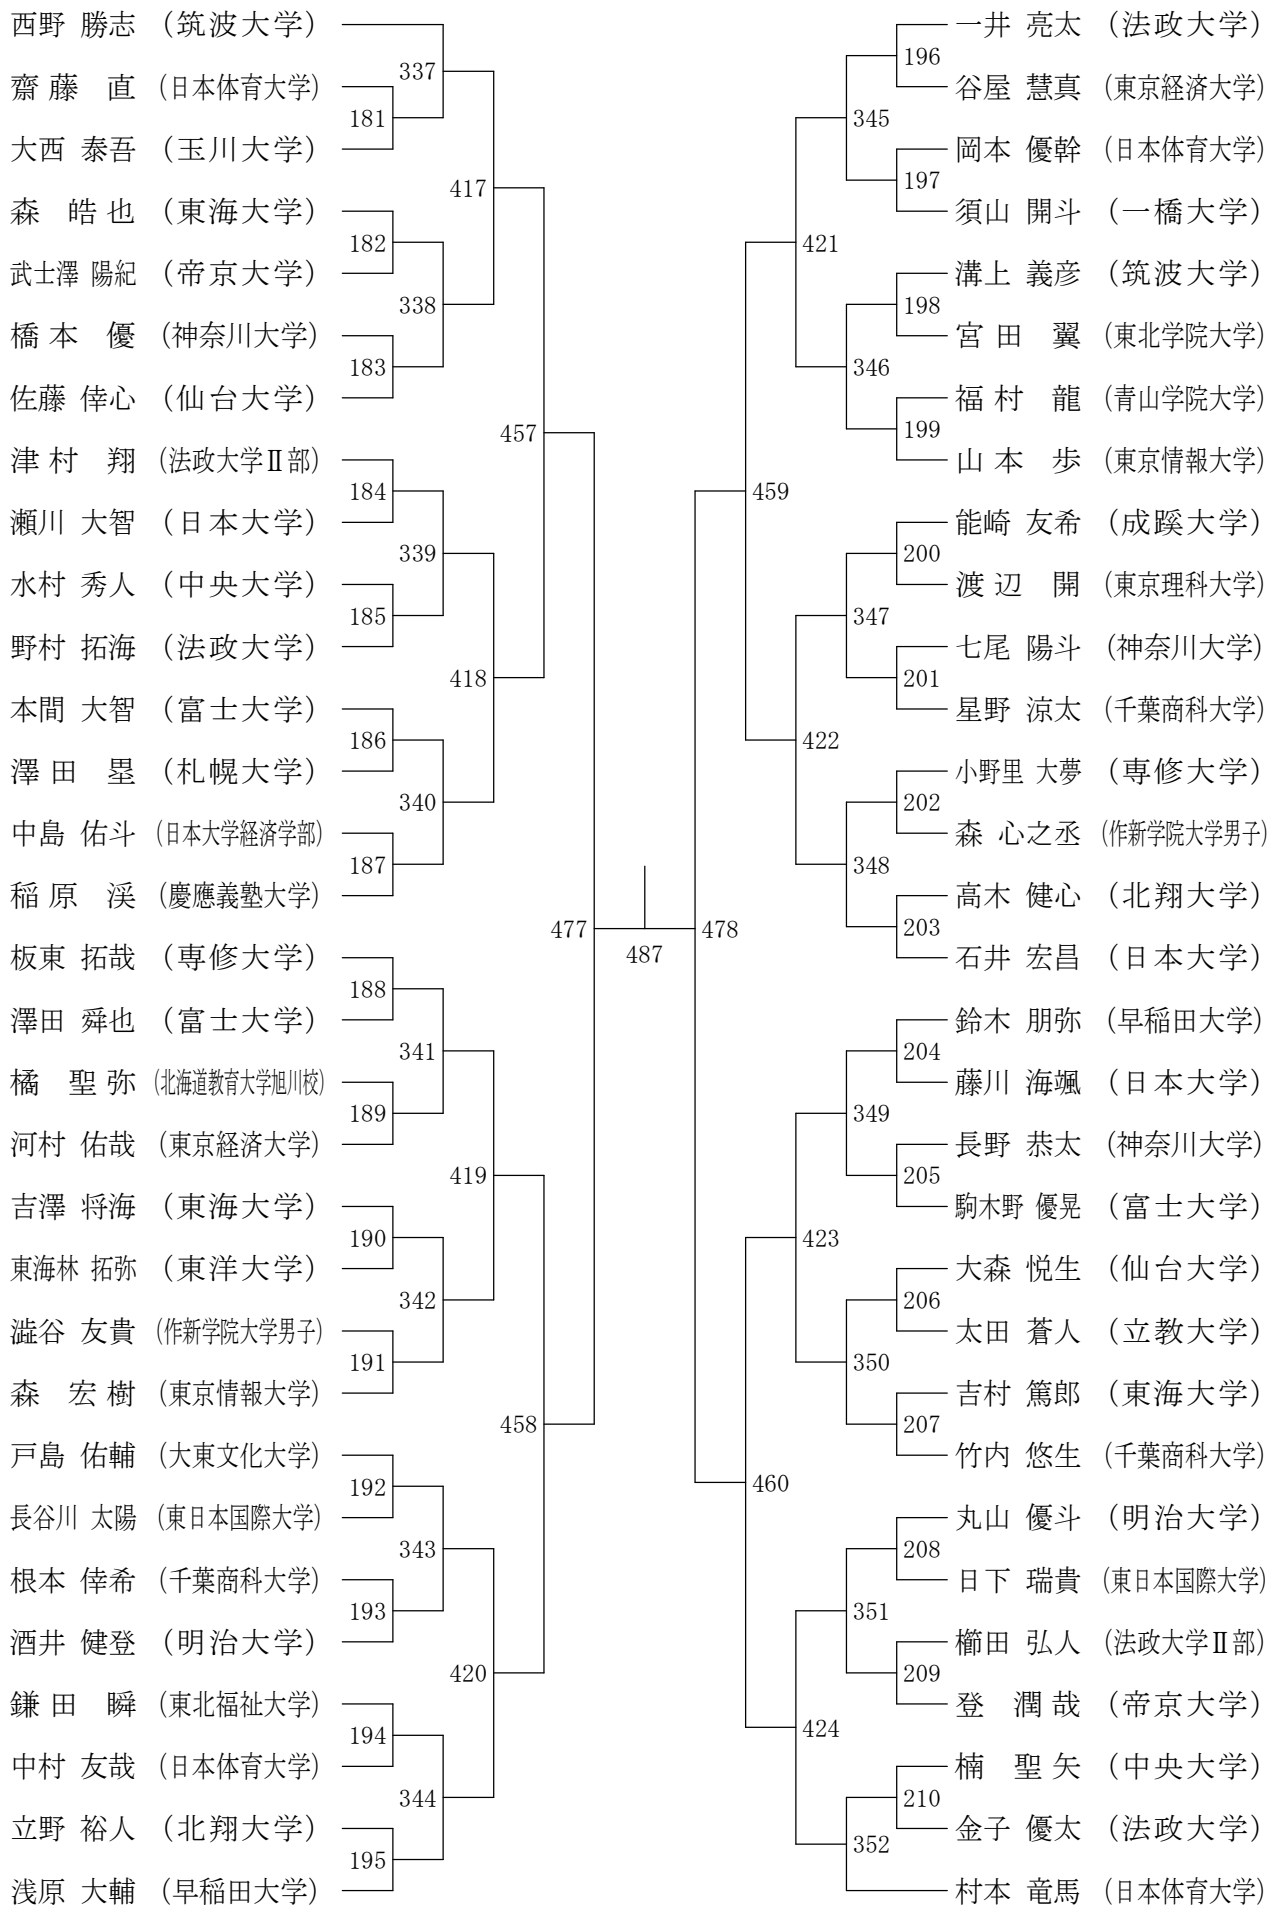 西野 勝志 (筑波大学)
齋藤 直 (日本体育大学)
大西 泰吾 (玉川大学)
森 皓也 (東海大学)
武士澤 陽紀 (帝京大学)
橋本 優 (神奈川大学)
佐藤 倖心 (仙台大学)
津村 翔 (法政大学Ⅱ部)
瀬川 大智 (日本大学)
水村 秀人 (中央大学)
野村 拓海 (法政大学)
本間 大智 (富士大学)
澤田 塁 (札幌大学)
中島 佑斗 (日本大学経済学部)
稲原 渓 (慶應義塾大学)
板東 拓哉 (専修大学)
澤田 舜也 (富士大学)
橘 聖弥 (北海道教育大学旭川校)
河村 佑哉 (東京経済大学)
吉澤 将海 (東海大学)
東海林 拓弥 (東洋大学)
澁谷 友貴 (作新学院大学男子)
森 宏樹 (東京情報大学)
戸島 佑輔 (大東文化大学)
長谷川 太陽 (東日本国際大学)
根本 倖希 (千葉商科大学)
酒井 健登 (明治大学)
鎌田 瞬 (東北福祉大学)
中村 友哉 (日本体育大学)
立野 裕人 (北翔大学)
浅原 大輔 (早稲田大学)
181
182
183
184
185
186
187
188
189
190
191
192
193
194
195
337
338
339
340
341
342
343
344
417
418
419
420
457
458
477
487
478
459
460
421
422
423
424
345
346
347
348
349
350
351
352
196
197
198
199
200
201
202
203
204
205
206
207
208
209
210
一井 亮太 (法政大学)
谷屋 慧真 (東京経済大学)
岡本 優幹 (日本体育大学)
須山 開斗 (一橋大学)
溝上 義彦 (筑波大学)
宮田 翼 (東北学院大学)
福村 龍 (青山学院大学)
山本 歩 (東京情報大学)
能崎 友希 (成蹊大学)
渡辺 開 (東京理科大学)
七尾 陽斗 (神奈川大学)
星野 涼太 (千葉商科大学)
小野里 大夢 (専修大学)
森 心之丞 (作新学院大学男子)
高木 健心 (北翔大学)
石井 宏昌 (日本大学)
鈴木 朋弥 (早稲田大学)
藤川 海颯 (日本大学)
長野 恭太 (神奈川大学)
駒木野 優晃 (富士大学)
大森 悦生 (仙台大学)
太田 蒼人 (立教大学)
吉村 篤郎 (東海大学)
竹内 悠生 (千葉商科大学)
丸山 優斗 (明治大学)
日下 瑞貴 (東日本国際大学)
櫛田 弘人 (法政大学Ⅱ部)
登 潤哉 (帝京大学)
楠 聖矢 (中央大学)
金子 優太 (法政大学)
村本 竜馬 (日本体育大学)